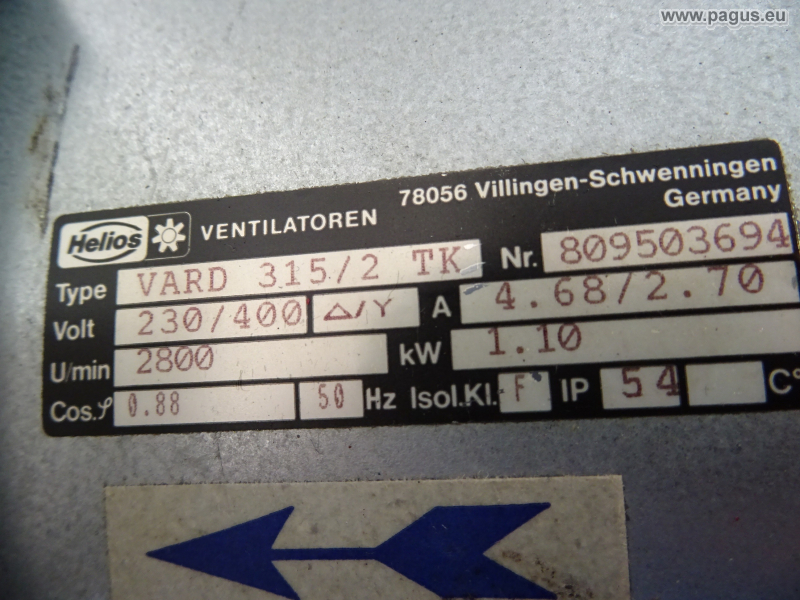 www.pagus.eu
Helios VENTILATOREN 78056 Villingen-Schwenningen
Germany
Type VARD 315/2 TK Nr. 809503694
Volt 230/400 △/Y A 4.68/2.70
U/min 2800 kW 1.10
Cos.φ 0.88 50 Hz Isol.Kl. F IP 54 C°